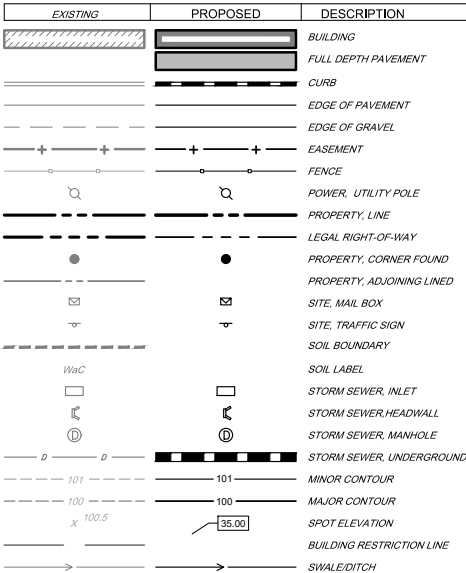 EXISTING PROPOSED DESCRIPTION
BUILDING
FULL DEPTH PAVEMENT
CURB
EDGE OF PAVEMENT
EDGE OF GRAVEL
EASEMENT
FENCE
POWER, UTILITY POLE
PROPERTY, LINE
LEGAL RIGHT-OF-WAY
PROPERTY, CORNER FOUND
PROPERTY, ADJOINING LINED
SITE, MAIL BOX
SITE, TRAFFIC SIGN
SOIL BOUNDARY
WaC SOIL LABEL
STORM SEWER, INLET
STORM SEWER,HEADWALL
D D STORM SEWER, MANHOLE
D D STORM SEWER, UNDERGROUND
101 101 MINOR CONTOUR
100 100 MAJOR CONTOUR
X 100.5 35.00 SPOT ELEVATION
BUILDING RESTRICTION LINE
SWALE/DITCH